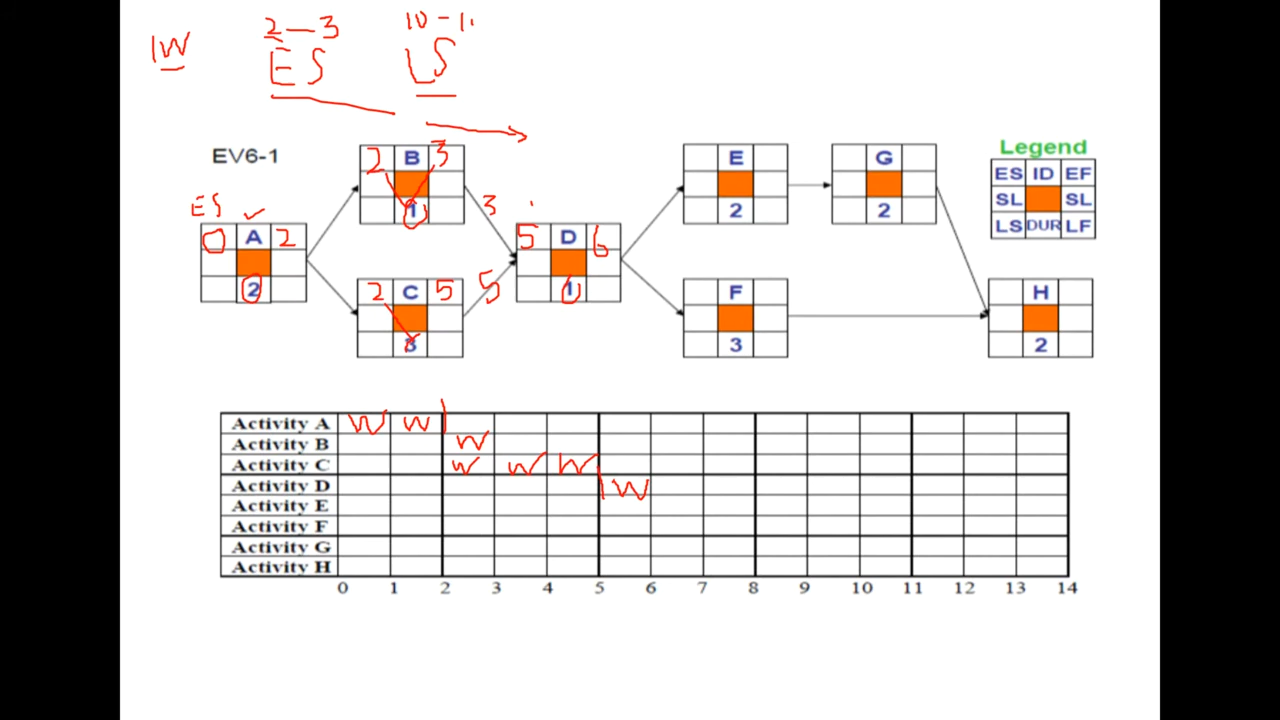 1W 2—3 10-1
ES LS
EV6-1
Legend
ES ID EF
SL SL
LS DUR LF
2 B 3
1
E
2
G
2
ES
0 A 2
2
3
5 D 6
1
2 C 5 5
3
F
3
H
2
Activity A W W
Activity B W
Activity C W W W
Activity D W
Activity E
Activity F
Activity G
Activity H
0 1 2 3 4 5 6 7 8 9 10 11 12 13 14